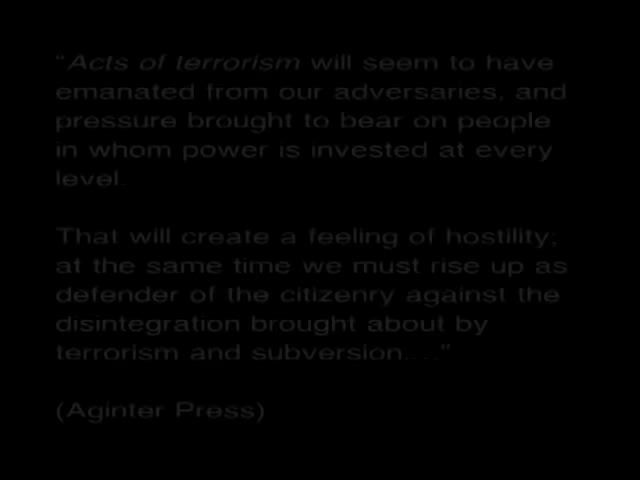 "Acts of terrorism will seem to have
emanated from our adversaries, and
pressure brought to bear on people
in whom power is invested at every
level.
That will create a feeling of hostility;
at the same time we must rise up as
defender of the citizenry against the
disintegration brought about by
terrorism and subversion...."
(Aginter Press)